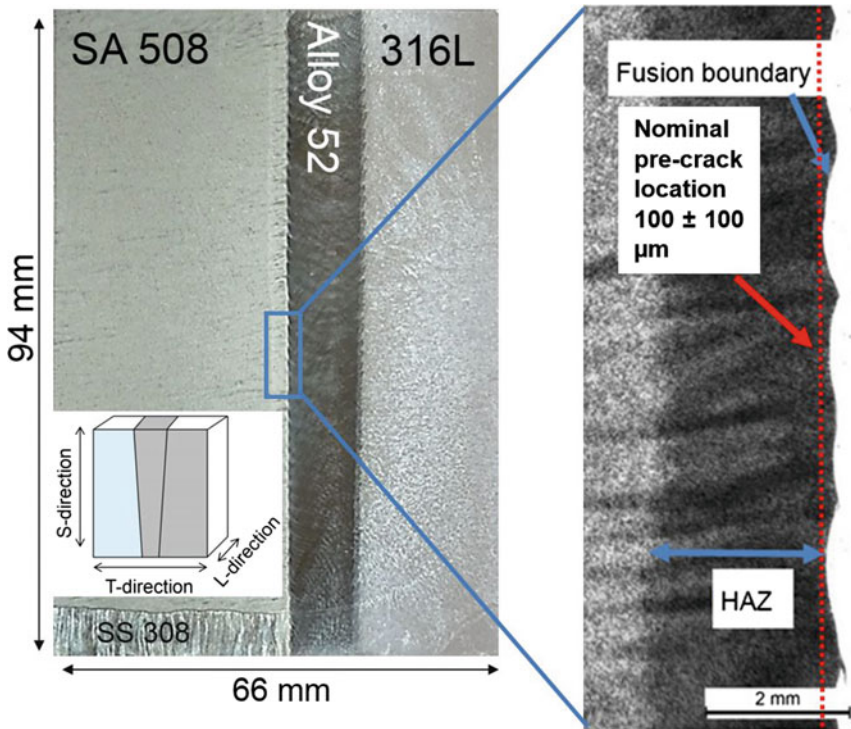 SA 508
Alloy 52
316L
94 mm
66 mm
SS 308
S-direction
T-direction
L-direction
Fusion boundary
Nominal
pre-crack
location
100 ± 100
µm
HAZ
2 mm